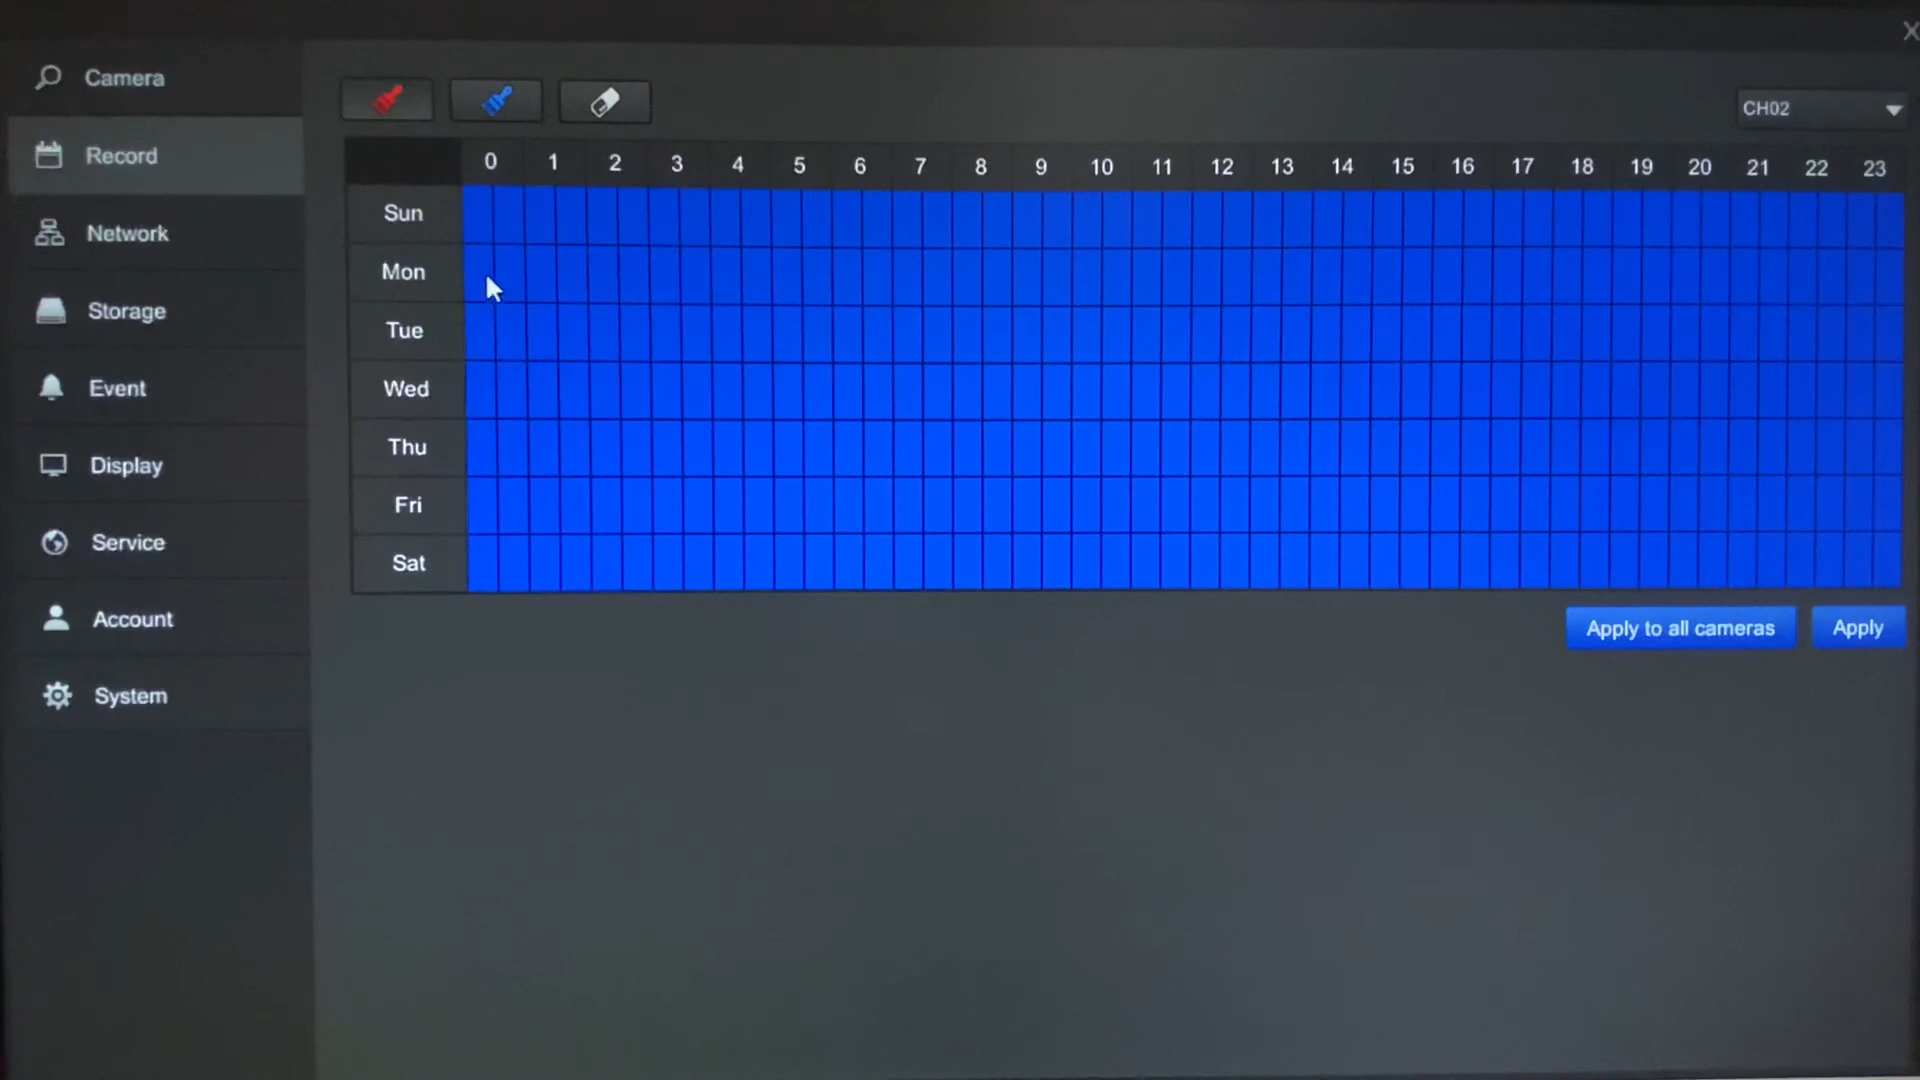 X
Camera
Record
Network
Storage
Event
Display
Service
Account
System
CH02
0 1 2 3 4 5 6 7 8 9 10 11 12 13 14 15 16 17 18 19 20 21 22 23
Sun
Mon
Tue
Wed
Thu
Fri
Sat
Apply to all cameras
Apply